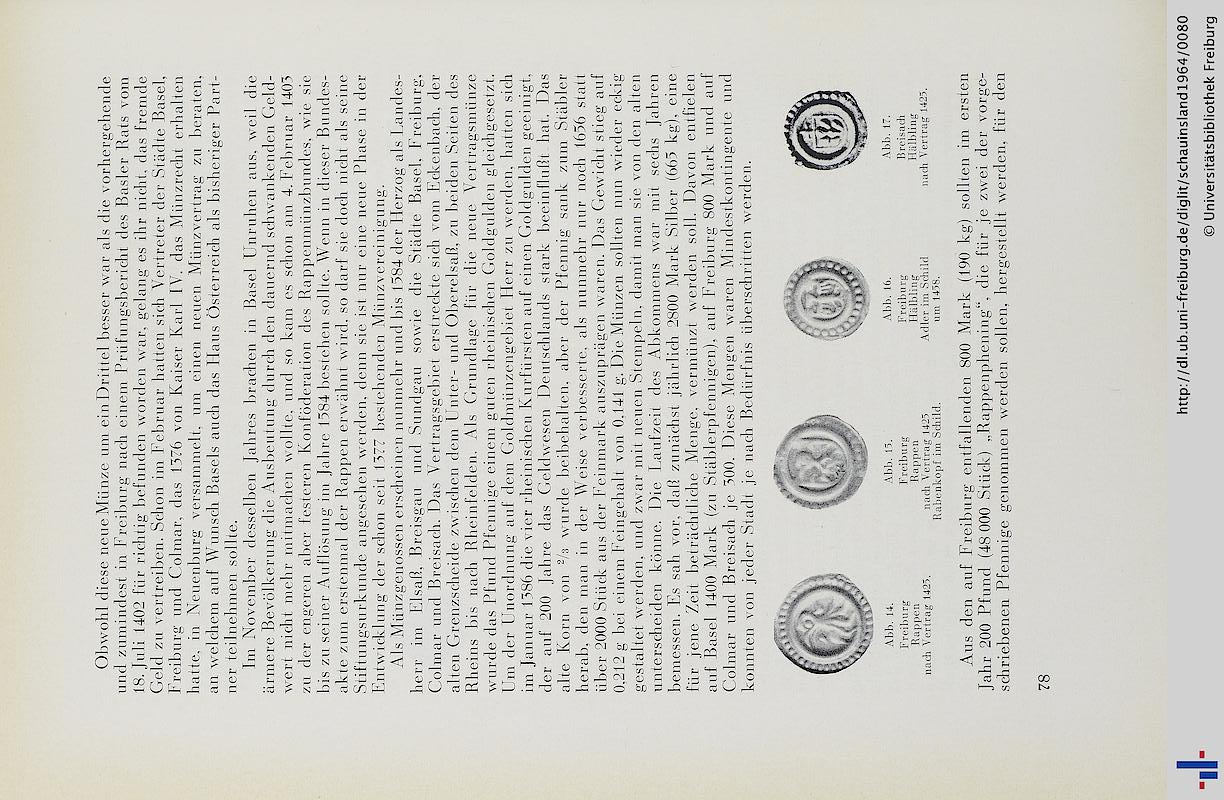 Obwohl diese neue Münze um ein Drittel besser war als die vorhergehende
und zumindest in Freiburg nach einem Prüfungsbericht des Basler Rats vom
18. Juli 1402 für richtig befunden worden war, gelang es ihr nicht, das fremde
Geld zu vertreiben. Schon im Februar hatten sich Vertreter der Städte Basel,
Freiburg und Colmar, das 1376 von Kaiser Karl IV. das Münzrecht erhalten
hatte, in Neuenburg versammelt, um einen neuen Münzvertrag zu beraten,
an welchem auf Wunsch Basels auch das Haus Österreich als bisheriger Part-
ner teilnehmen sollte.
Im November desselben Jahres brachen in Basel Unruhen aus, weil die
ärmere Bevölkerung die Ausbeutung durch den dauernd schwankenden Geld-
wert nicht mehr mitmachen wollte, und so kam es schon am 4. Februar 1403
zu der engeren aber festeren Konföderation des Rappenmünzbundes, wie sie
bis zu seiner Auflösung im Jahre 1584 bestehen sollte. Wenn in dieser Bundes-
akte zum erstenmal der Rappen erwähnt wird, so darf sie doch nicht als seine
Stiftungsurkunde angesehen werden, denn sie ist nur eine neue Phase in der
Entwicklung der schon seit 1377 bestehenden Münzvereinigung.
Als Münzgenossen erscheinen nunmehr und bis 1584 der Herzog als Landes-
herr im Elsaß, Breisgau und Sundgau sowie die Städte Basel, Freiburg,
Colmar und Breisach. Das Vertragsgebiet erstreckte sich vom Eckenbach, der
alten Grenzscheide zwischen dem Unter- und Oberelsaß, zu beiden Seiten des
Rheins bis nach Rheinfelden. Als Grundlage für die neue Vertragsmünze
wurde das Pfund Pfennige einem guten rheinischen Goldgulden gleichgesetzt.
Um der Unordnung auf dem Goldmünzengebiet Herr zu werden, hatten sich
im Januar 1386 die vier rheinischen Kurfürsten auf einen Goldgulden geeinigt,
der auf 200 Jahre das Geldwesen Deutschlands stark beeinflußt hat. Das
alte Korn von 2/3 wurde beibehalten, aber der Pfennig sank zum Stäbler
herab, den man in der Weise verbesserte, als nunmehr nur noch 1656 statt
über 2000 Stück aus der Feinmark auszuprägen waren. Das Gewicht stieg auf
0,212 g bei einem Feingehalt von 0,141 g. Die Münzen sollten nun wieder eckig
gestaltet werden, und zwar mit neuen Stempeln, damit man sie von den alten
unterscheiden könne. Die Laufzeit des Abkommens war mit sechs Jahren
bemessen. Es sah vor, daß zunächst jährlich 2800 Mark Silber (665 kg), eine
für jene Zeit beträchtliche Menge, vermünzt werden soll. Davon entfielen
auf Basel 1400 Mark (zu Stäblerpfennigen), auf Freiburg 800 Mark und auf
Colmar und Breisach je 300. Diese Mengen waren Mindestkontingente und
konnten von jeder Stadt je nach Bedürfnis überschritten werden.
Abb. 14.
Freiburg
Rappen
nach Vertrag 1425.
Abb. 15.
Freiburg
Rappen
nach Vertrag 1425
Rabenkopf im Schild.
Abb. 16.
Freiburg
Hälbling
Adler im Schild
um 1438.
Abb. 17.
Breisach
Hälbling
nach Vertrag 1425.
Aus den auf Freiburg entfallenden 800 Mark (190 kg) sollten im ersten
Jahr 200 Pfund (48 000 Stück) „Rappenphenning“, die für je zwei der vorge-
schriebenen Pfennige genommen werden sollen, hergestellt werden, für den
78
http://dl.ub.uni-freiburg.de/diglit/schauinsland1964/0080
© Universitätsbibliothek Freiburg